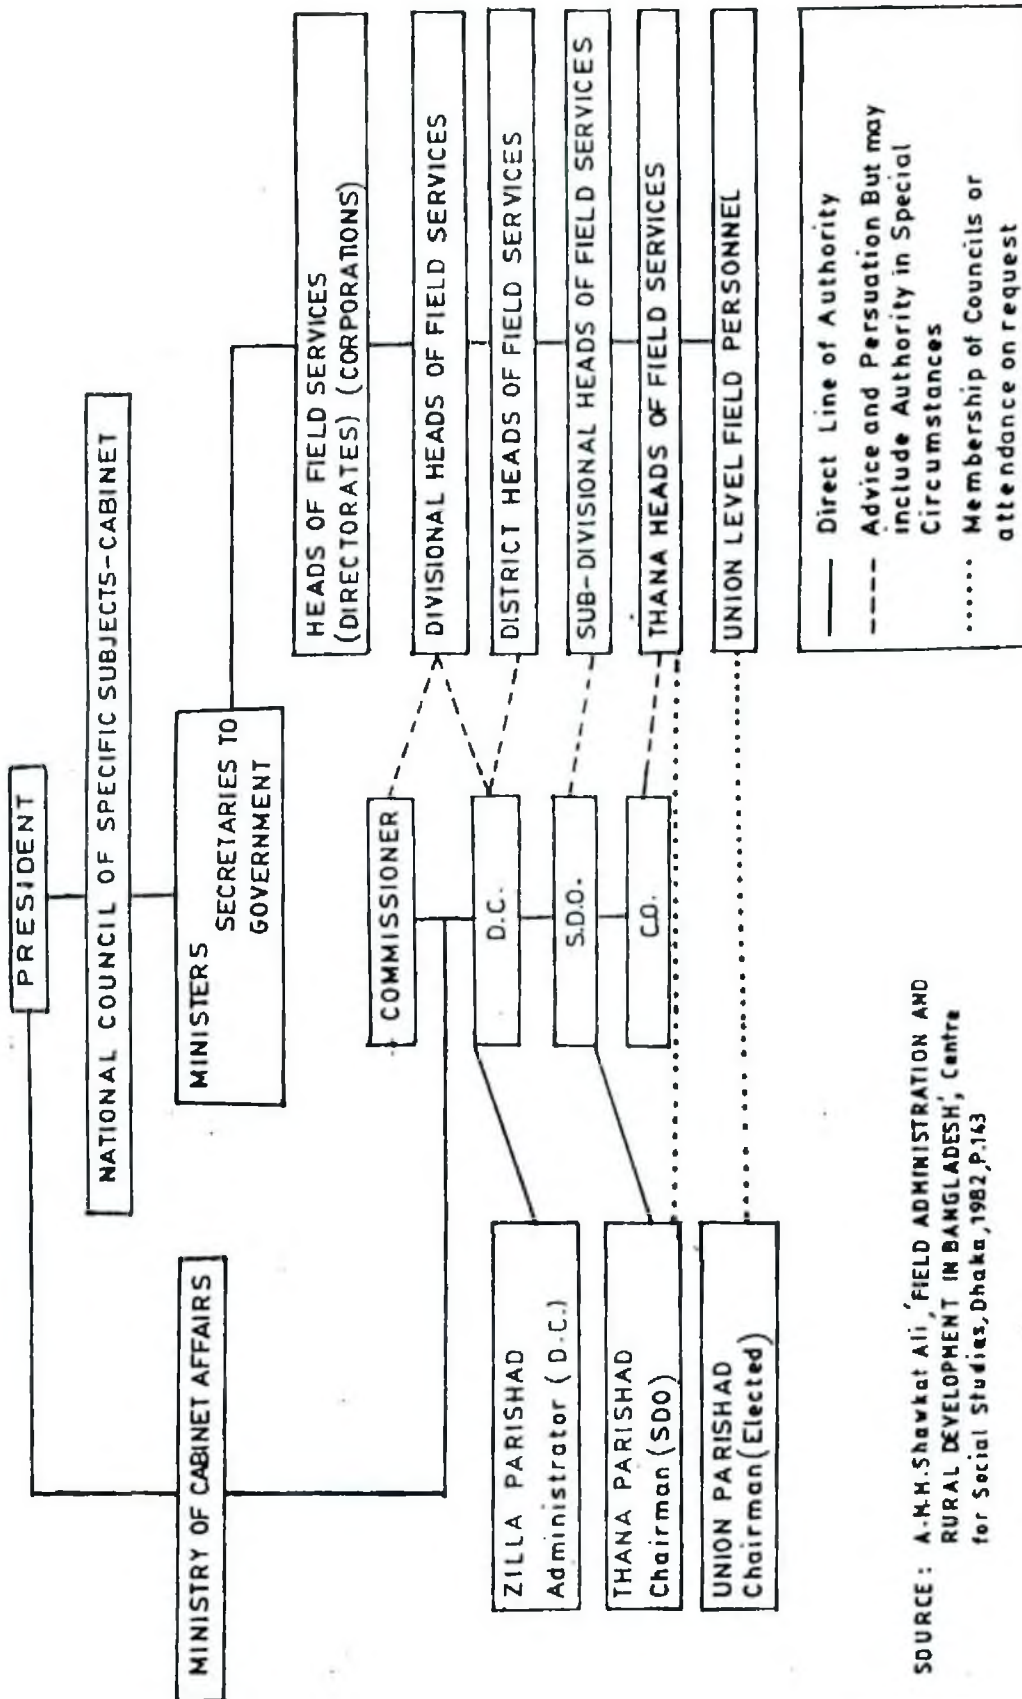 PRESIDENT
NATIONAL COUNCIL OF SPECIFIC SUBJECTS-CABINET
MINISTRY OF CABINET AFFAIRS
MINISTERS
SECRETARIES TO
GOVERNMENT
HEADS OF FIELD SERVICES
(DIRECTORATES) (CORPORATIONS)
COMMISSIONER
DIVISIONAL HEADS OF FIELD SERVICES
ZILLA PARISHAD
Administrator (D.C.)
D.C.
DISTRICT HEADS OF FIELD SERVICES
THANA PARISHAD
Chairman (SDO)
S.D.O.
SUB-DIVISIONAL HEADS OF FIELD SERVICES
C.O.
THANA HEADS OF FIELD SERVICES
UNION PARISHAD
Chairman (Elected)
UNION LEVEL FIELD PERSONNEL
Direct Line of Authority
Advice and Persuation But may
include Authority in Special
Circumstances
Membership of Councils or
attendance on request
SOURCE: A.M.M.Shawkat Ali, 'FIELD ADMINISTRATION AND
RURAL DEVELOPMENT IN BANGLADESH', Centre
for Social Studies, Dhaka, 1982, P.143